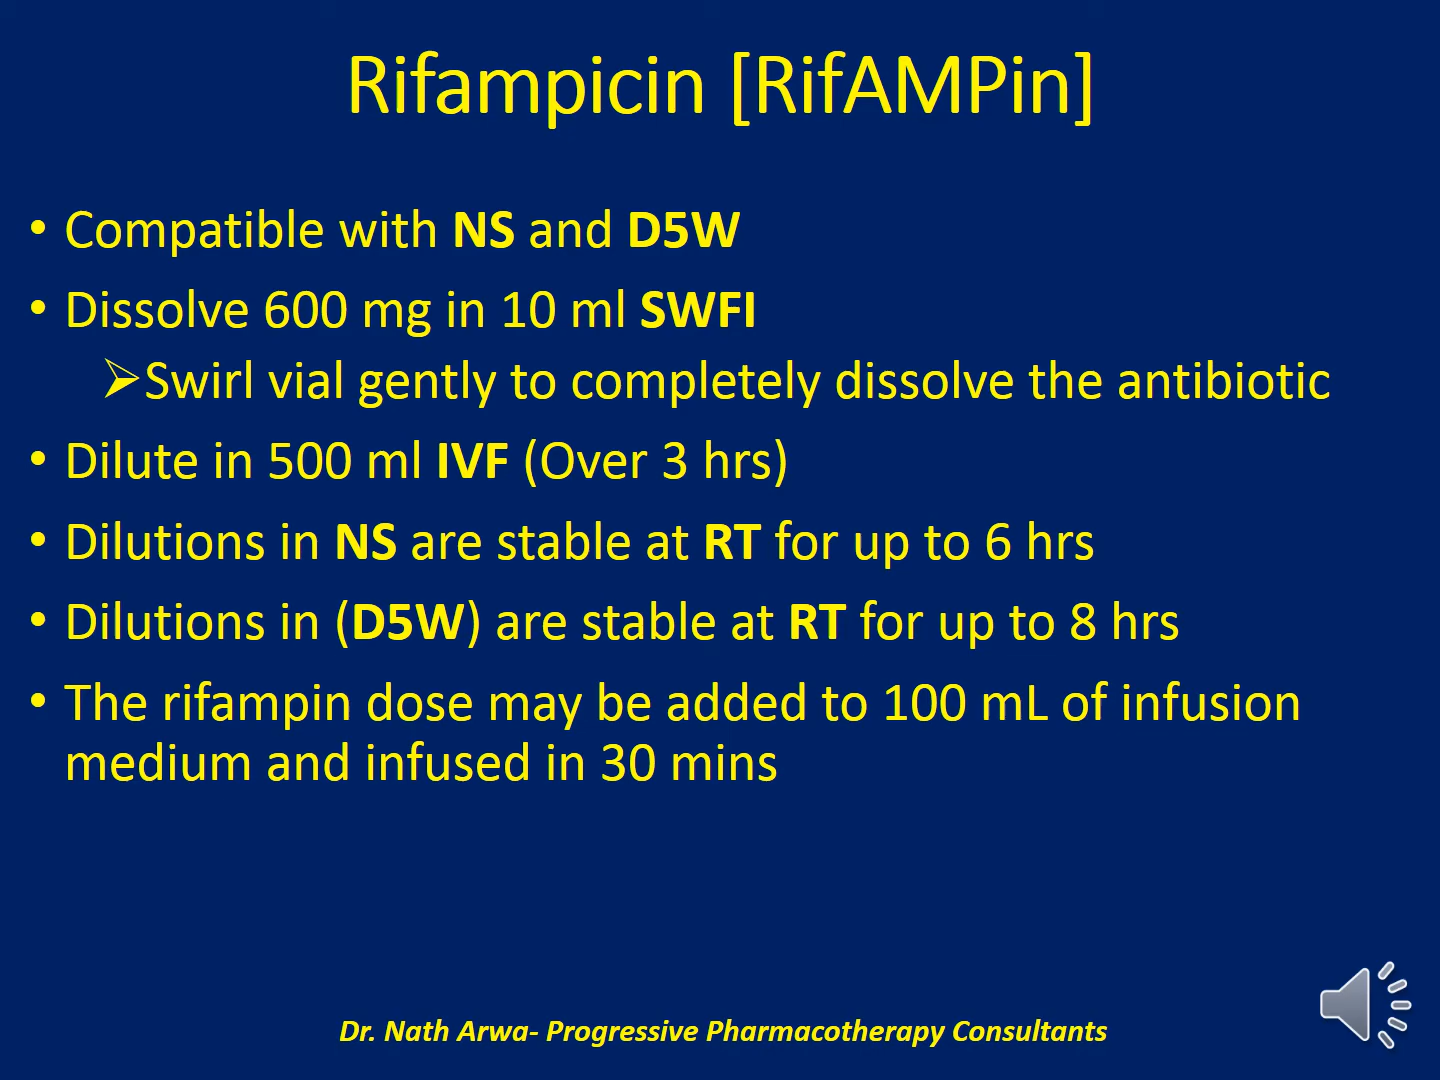 Rifampicin [RifAMPin]
• Compatible with NS and D5W
• Dissolve 600 mg in 10 ml SWFI
➢Swirl vial gently to completely dissolve the antibiotic
• Dilute in 500 ml IVF (Over 3 hrs)
• Dilutions in NS are stable at RT for up to 6 hrs
• Dilutions in (D5W) are stable at RT for up to 8 hrs
• The rifampin dose may be added to 100 mL of infusion
medium and infused in 30 mins
Dr. Nath Arwa- Progressive Pharmacotherapy Consultants